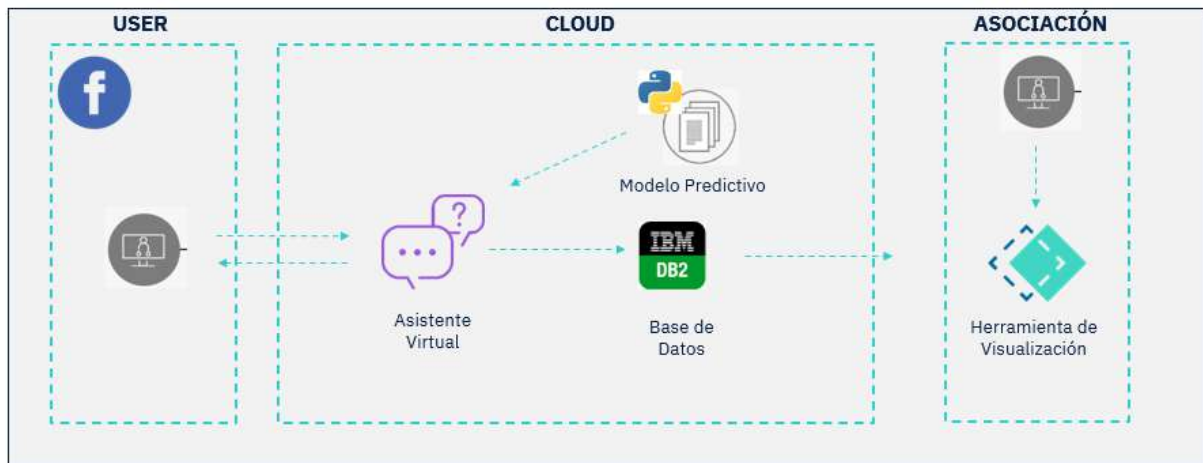 USER
CLOUD
ASOCIACIÓN
f
Modelo Predictivo
?
IBM
DB2
Asistente
Virtual
Base de
Datos
Herramienta de
Visualización